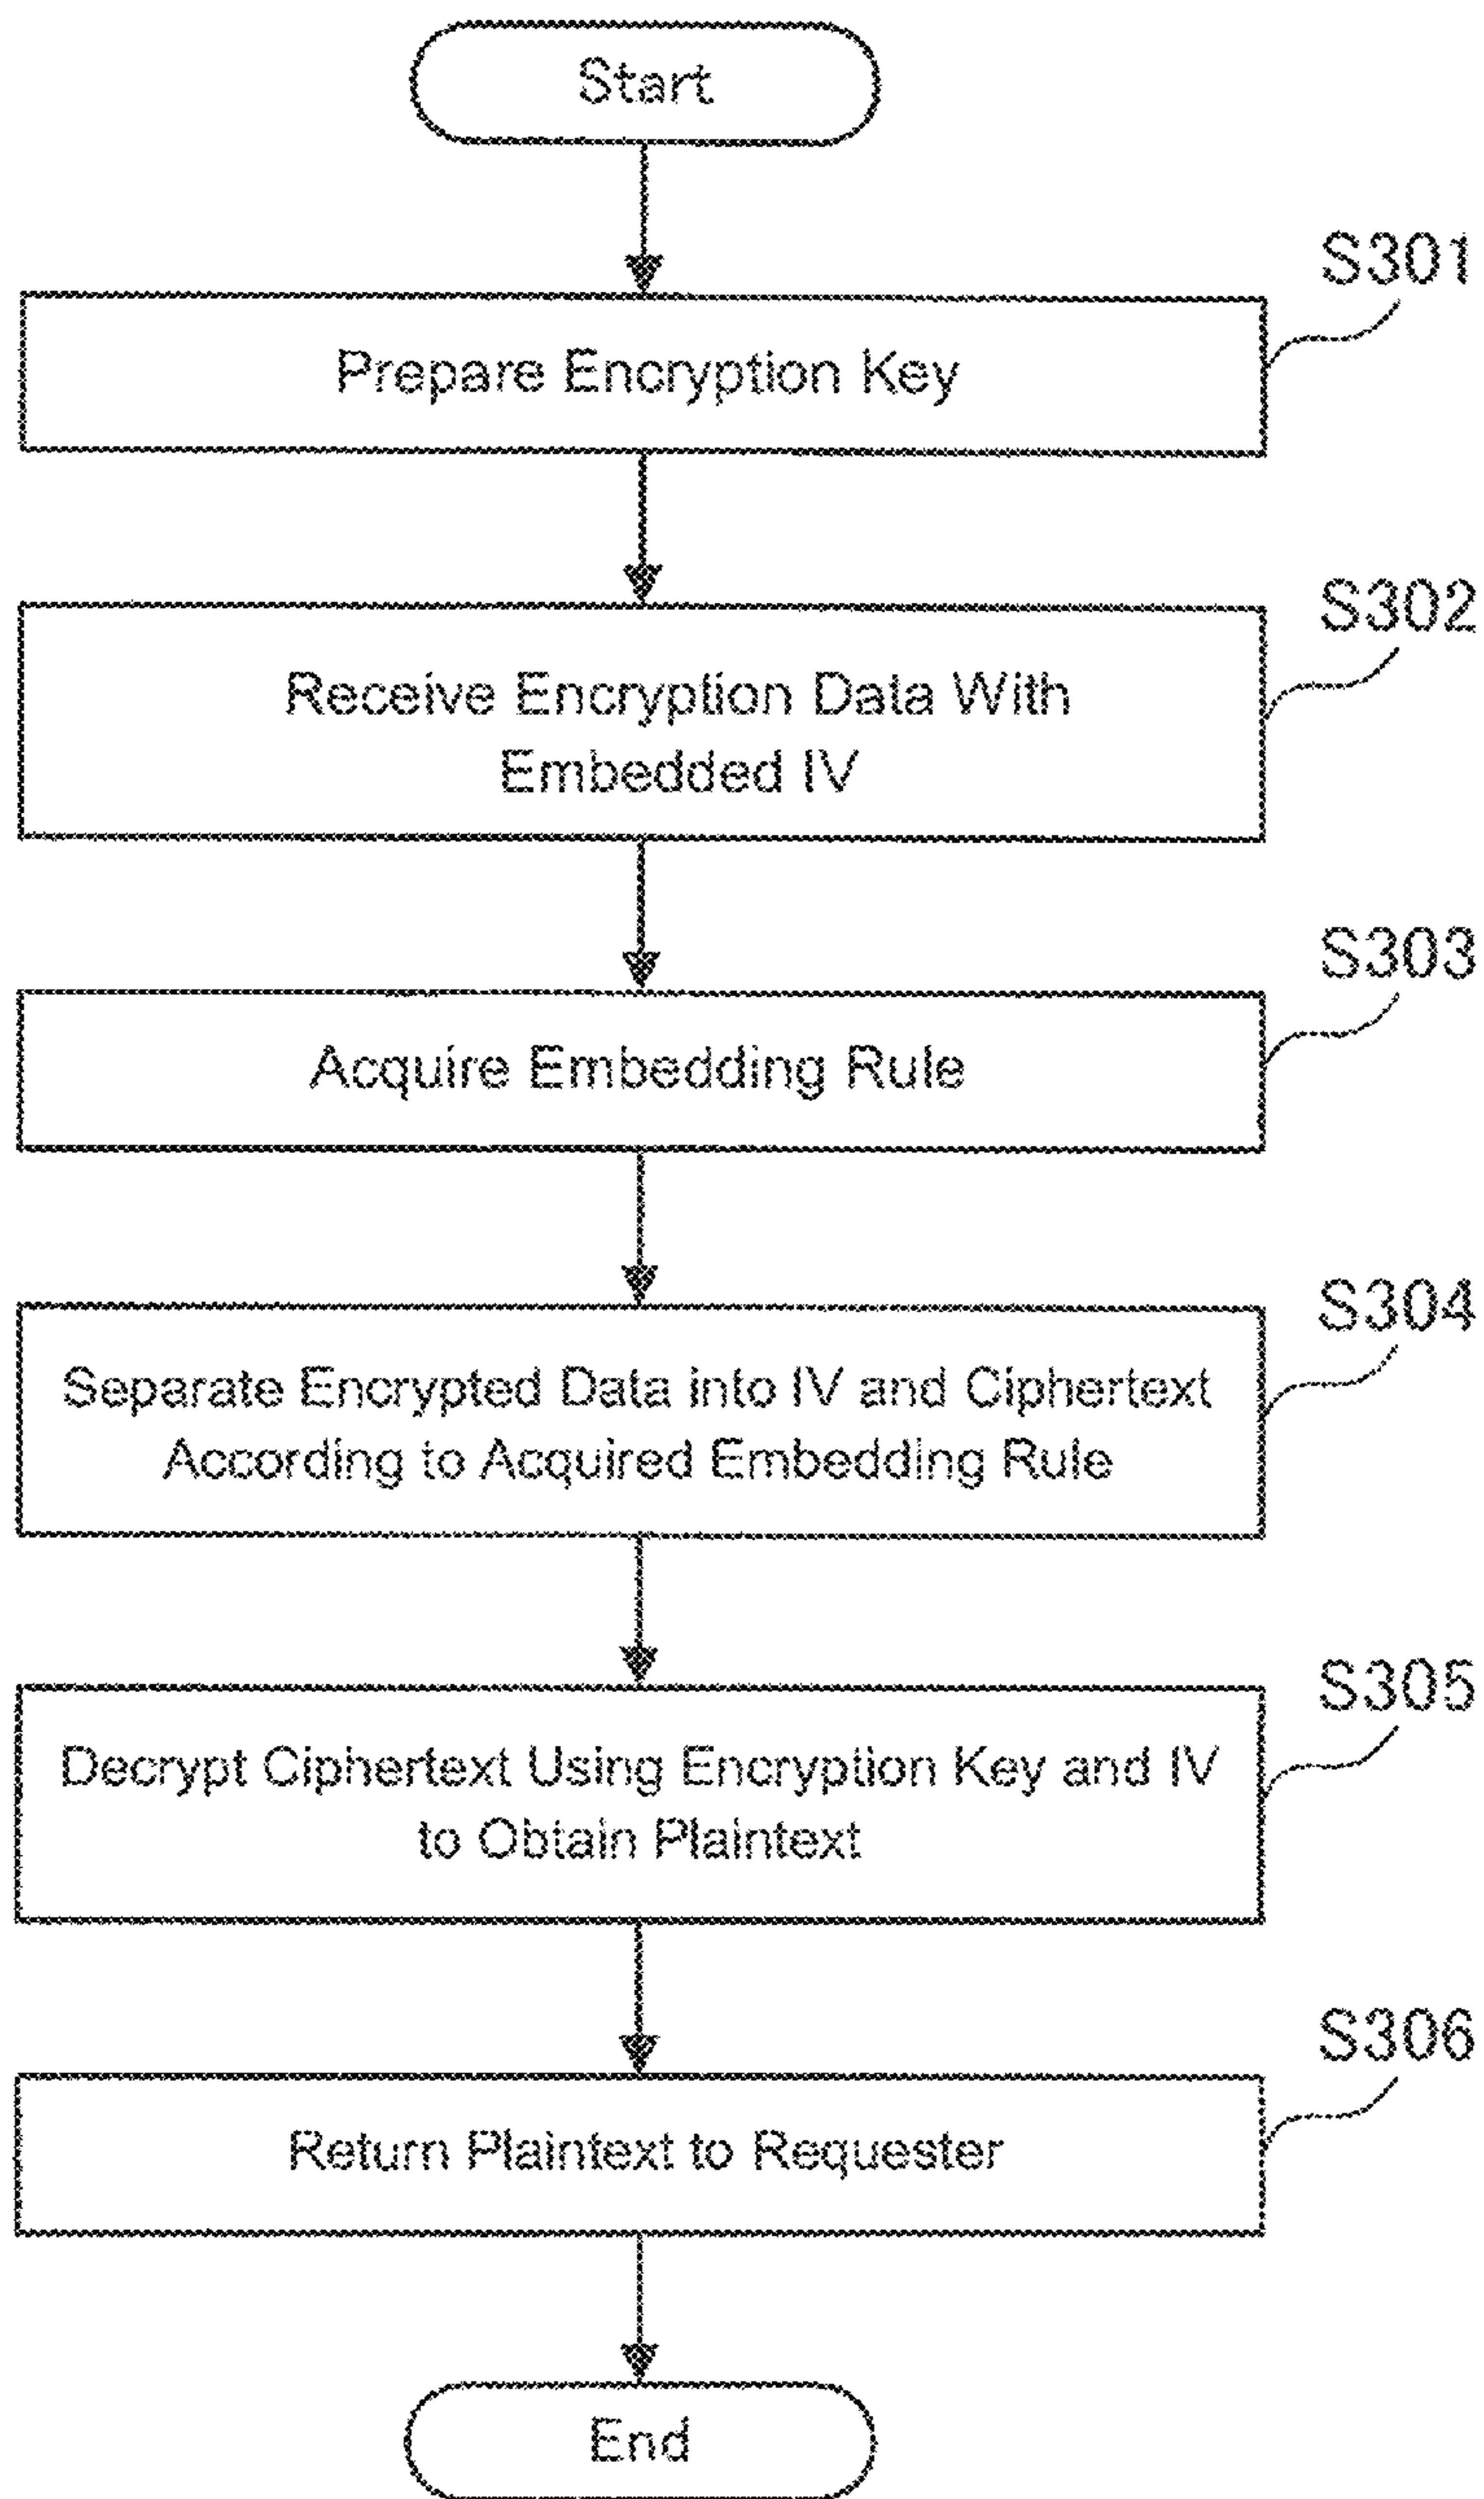 Start
S301
Prepare Encryption Key
S302
Receive Encryption Data With
Embedded IV
S303
Acquire Embedding Rule
S304
Separate Encrypted Data into IV and Ciphertext
According to Acquired Embedding Rule
S305
Decrypt Ciphertext Using Encryption Key and IV
to Obtain Plaintext
S306
Return Plaintext to Requester
End